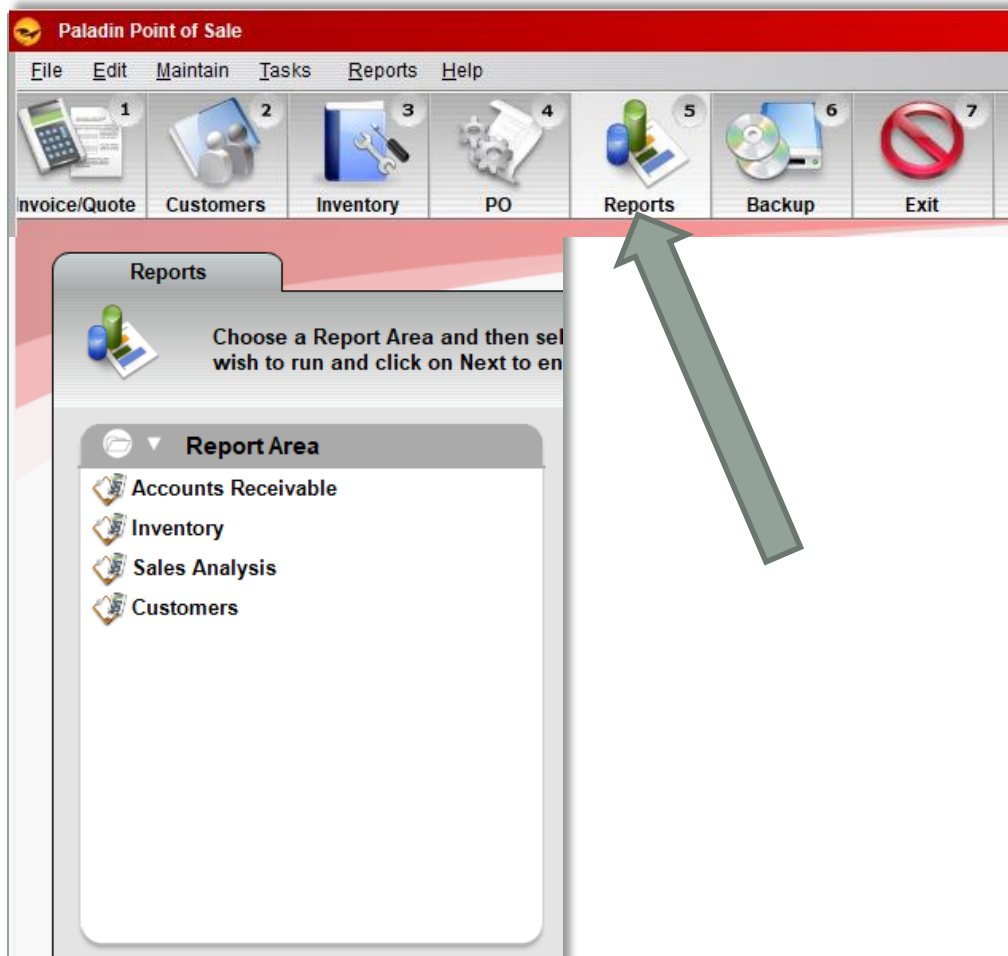 Paladin Point of Sale
File Edit Maintain Tasks Reports Help
1 2 3 4 5 6 7
nvoice/Quote Customers Inventory PO Reports Backup Exit
Reports
Choose a Report Area and then sel
wish to run and click on Next to en
Report Area
Accounts Receivable
Inventory
Sales Analysis
Customers